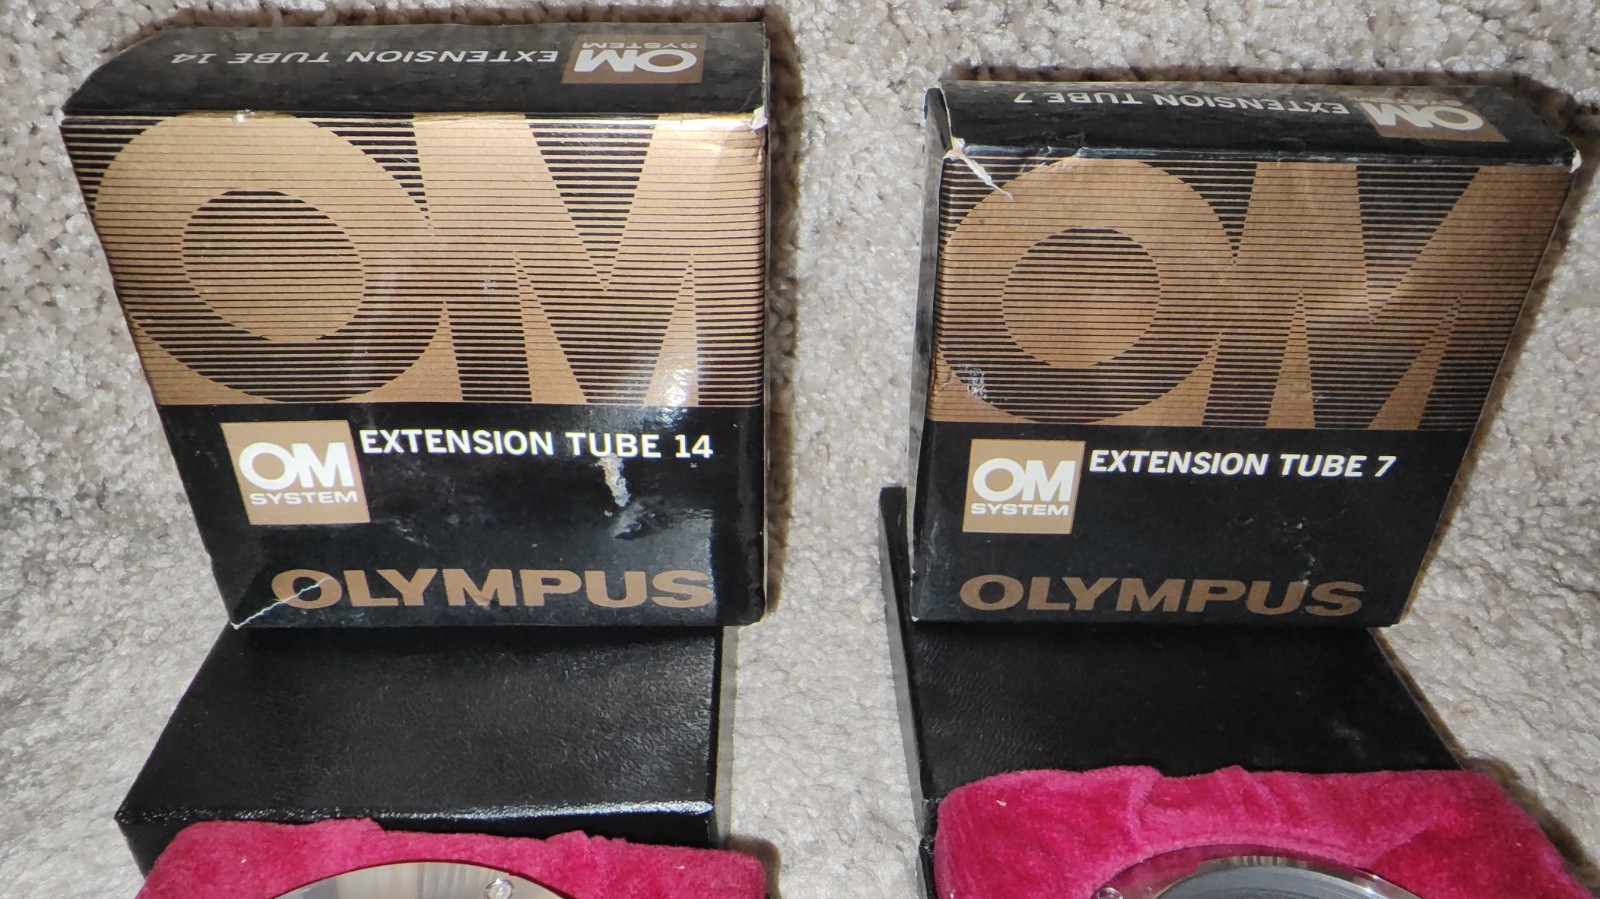 EXTENSION TUBE 14
OM
SYSTEM
OM
OM
SYSTEM
EXTENSION TUBE 14
OLYMPUS
EXTENSION TUBE 7
OM
OM
OM
SYSTEM
EXTENSION TUBE 7
OLYMPUS